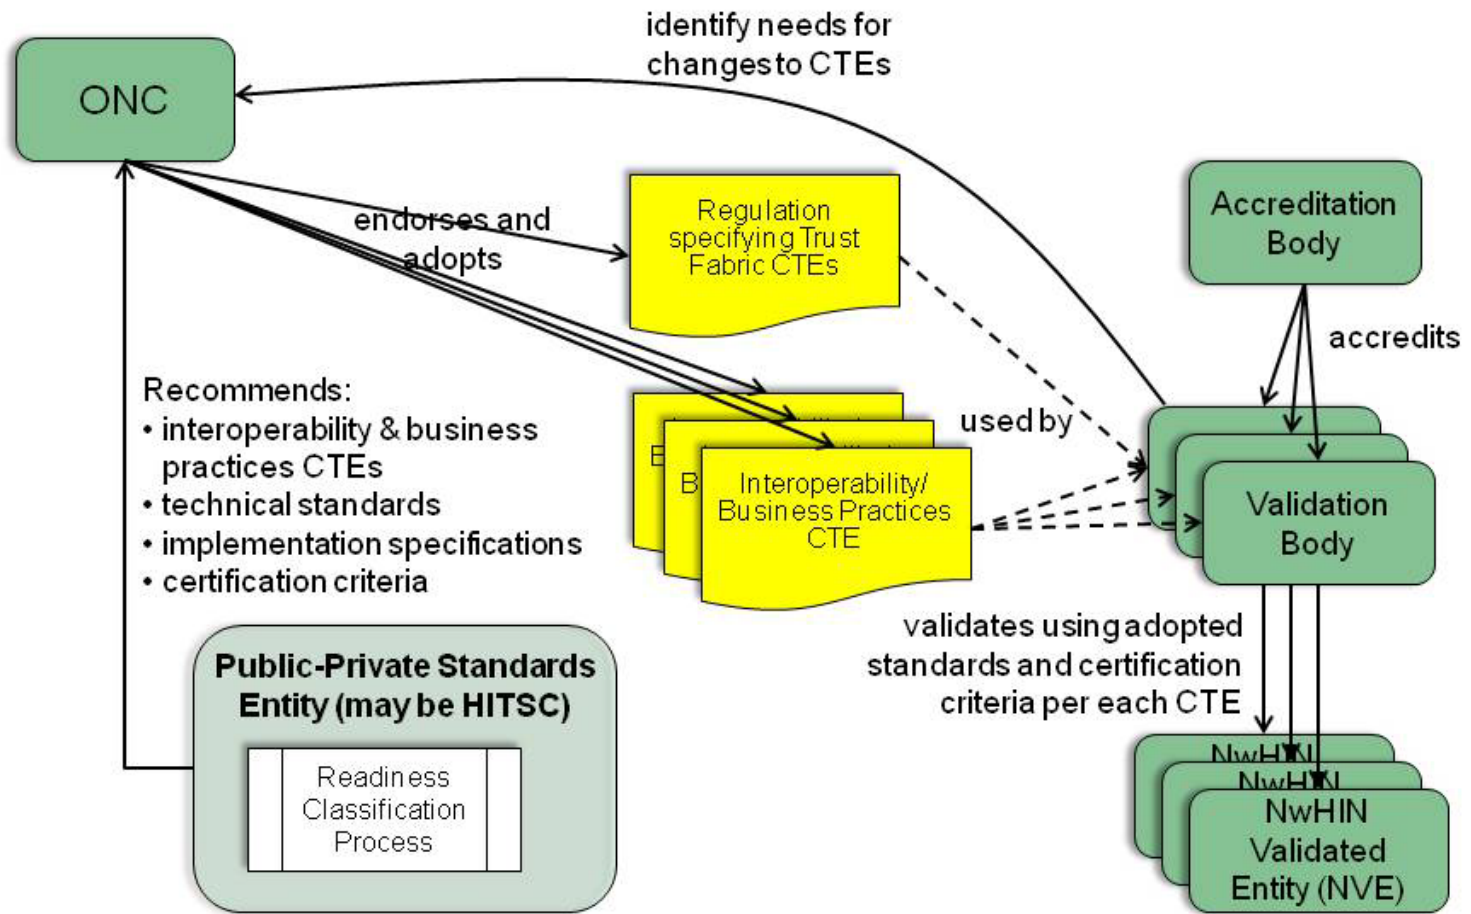 identify needs for
changes to CTEs
ONC
Accreditation
Body
Regulation
specifying Trust
Fabric CTEs
endorses and
adopts
accredits
Recommends:
• interoperability & business
practices CTEs
• technical standards
• implementation specifications
• certification criteria
used by
Interoperability/
Business Practices
CTE
Validation
Body
validates using adopted
standards and certification
criteria per each CTE
Public-Private Standards
Entity (may be HITSC)
Readiness
Classification
Process
NwHIN
NwHIN
NwHIN
Validated
Entity (NVE)